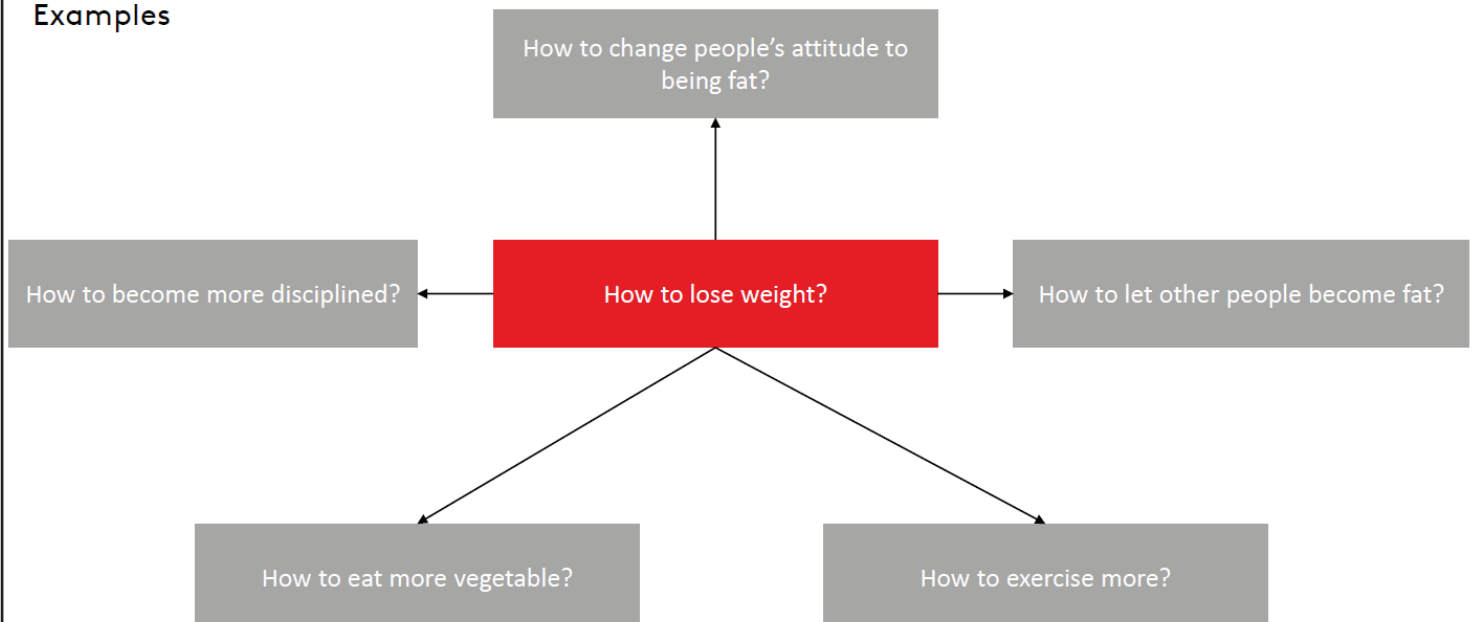 Examples
How to change people’s attitude to
being fat?
How to become more disciplined?
How to lose weight?
How to let other people become fat?
How to eat more vegetable?
How to exercise more?